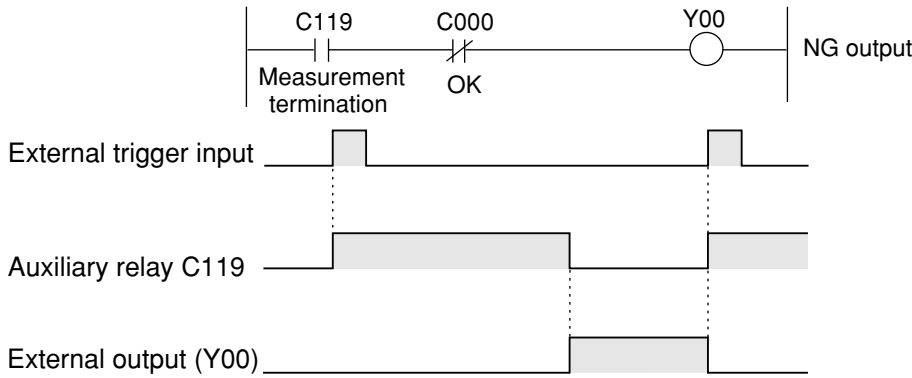 C119 C000 Y00
NG output
Measurement
termination
OK
External trigger input
Auxiliary relay C119
External output (Y00)